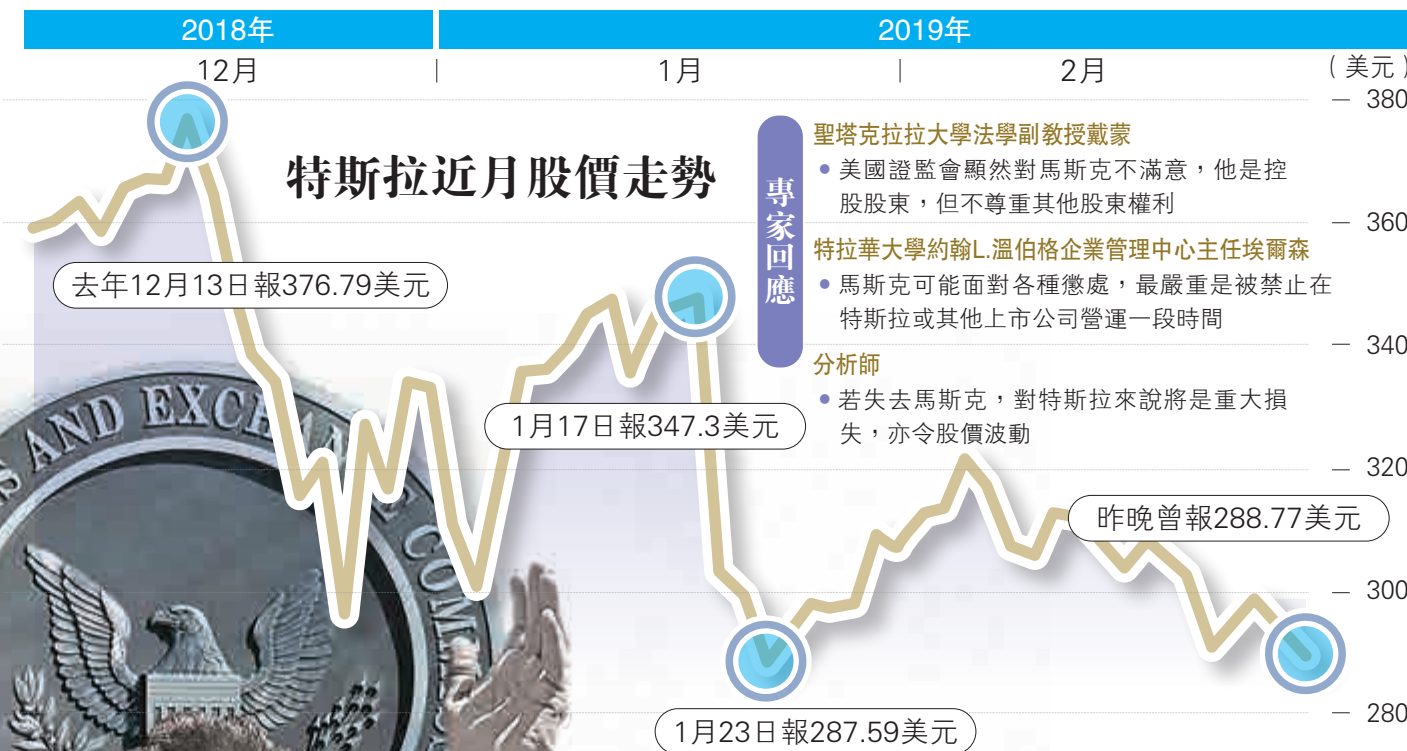 2018年
2019年
12月
1月
2月
（美元）
380
360
340
320
300
280
特斯拉近月股價走勢
去年12月13日報376.79美元
1月17日報347.3美元
1月23日報287.59美元
昨晚曾報288.77美元
專家回應
聖塔克拉拉大學法學副教授戴蒙
• 美國證監會顯然對馬斯克不滿意，他是控
股股東，但不尊重其他股東權利
特拉華大學約翰L.溫伯格企業管理中心主任埃爾森
• 馬斯克可能面對各種懲處，最嚴重是被禁止在
特斯拉或其他上市公司營運一段時間
分析師
• 若失去馬斯克，對特斯拉來說將是重大損
失，亦令股價波動
S AND EXCHANGE COMM